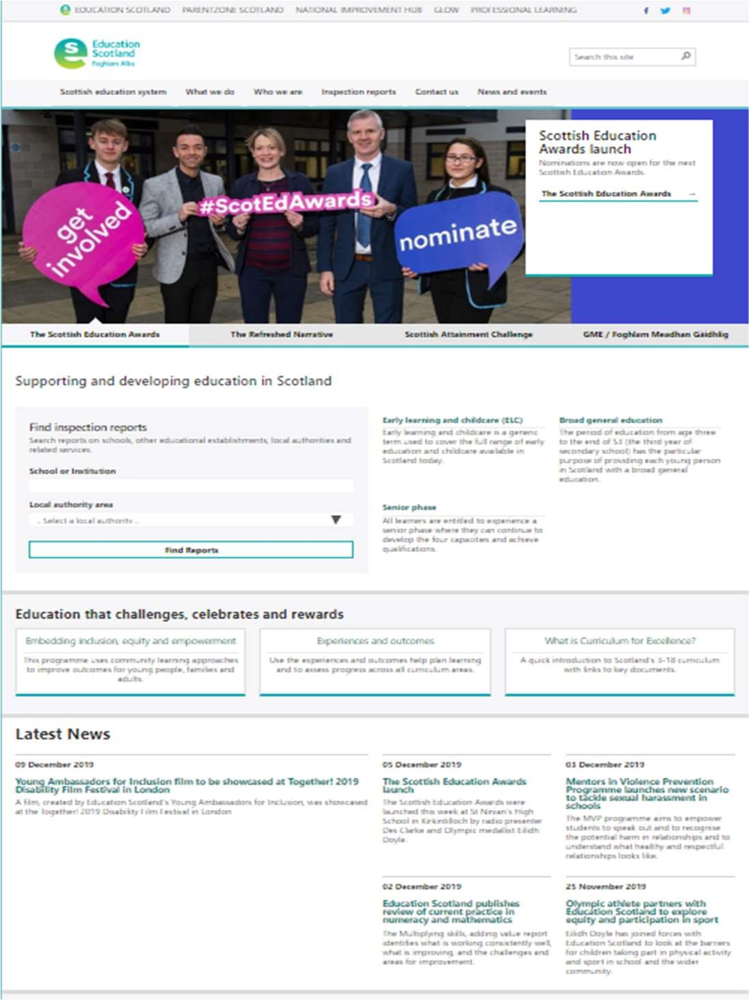 EDUCATION SCOTLAND PARENTZONE SCOTLAND NATIONAL IMPROVEMENT HUB GLOW PROFESSIONAL LEARNING
Education
Scotland
Foghlam Alba
Search this site
Scottish education system What we do Who we are Inspection reports Contact us News and events
get
involved
#ScotEdAwards
nominate
Scottish Education
Awards launch
Nominations are now open for the next
Scottish Education Awards.
The Scottish Education Awards →
The Scottish Education Awards The Refreshed Narrative Scottish Attainment Challenge GME / Foghlam Meadhan Gàidhlig
Supporting and developing education in Scotland
Find inspection reports
Search reports on schools, other educational establishments, local authorities and
related services.
School or Institution
Local authority area
.. Select a local authority ..
Find Reports
Early learning and childcare (ELC)
Early learning and childcare is a generic
term used to cover the full range of early
education and childcare available in
Scotland today.
Broad general education
The period of education from age three
to the end of S3 (the third year of
secondary school) has the particular
purpose of providing each young person
in Scotland with a broad general
education.
Senior phase
All learners are entitled to experience a
senior phase where they can continue to
develop the four capacities and achieve
qualifications.
Education that challenges, celebrates and rewards
Embedding inclusion, equity and empowerment
This programme uses community learning approaches
to improve outcomes for young people, families and
adults.
Experiences and outcomes
Use the experiences and outcomes help plan learning
and to assess progress across all curriculum areas.
What is Curriculum for Excellence?
A quick introduction to Scotland's 3-18 curriculum
with links to key documents.
Latest News
09 December 2019
Young Ambassadors for Inclusion film to be showcased at Together! 2019
Disability Film Festival in London
A film, created by Education Scotland's Young Ambassadors for Inclusion, was showcased
at the Together! 2019 Disability Film Festival in London
05 December 2019
The Scottish Education Awards
launch
The Scottish Education Awards were
launched this week at St Ninian's High
School in Kirkintilloch by radio presenter
Des Clarke and Olympic medallist Eilidh
Doyle.
03 December 2019
Mentors in Violence Prevention
Programme launches new scenario
to tackle sexual harassment in
schools
The MVP programme aims to empower
students to speak out and to recognise
the potential harm in relationships and to
understand what healthy and respectful
relationships looks like.
02 December 2019
Education Scotland publishes
review of current practice in
numeracy and mathematics
The Multiplying skills, adding value report
identifies what is working consistently well,
what is improving, and the challenges and
areas for improvement.
25 November 2019
Olympic athlete partners with
Education Scotland to explore
equity and participation in sport
Eilidh Doyle has joined forces with
Education Scotland to look at the barriers
for children taking part in physical activity
and sport in school and the wider
community.